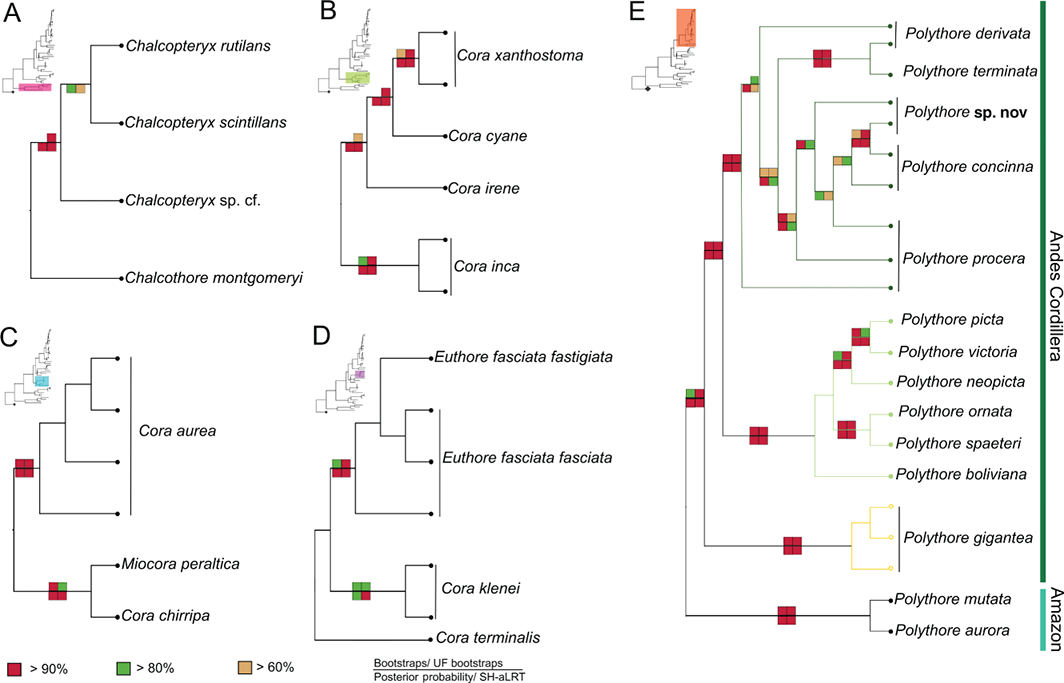 A
Chalcopteryx rutilans
Chalcopteryx scintillans
Chalcopteryx sp. cf.
Chalcothore montgomeryi
B
Cora xanthostoma
Cora cyane
Cora irene
Cora inca
C
Cora aurea
Miocora peraltica
Cora chirripa
D
Euthore fasciata fastigiata
Euthore fasciata fasciata
Cora klenei
Cora terminalis
E
Polythore derivata
Polythore terminata
Polythore sp. nov
Polythore concinna
Polythore procera
Polythore picta
Polythore victoria
Polythore neopicta
Polythore ornata
Polythore spaeteri
Polythore boliviana
Polythore gigantea
Polythore mutata
Polythore aurora
Andes Cordillera
Amazon
> 90%
> 80%
> 60%
Bootstraps/ UF bootstraps
Posterior probability/ SH-aLRT